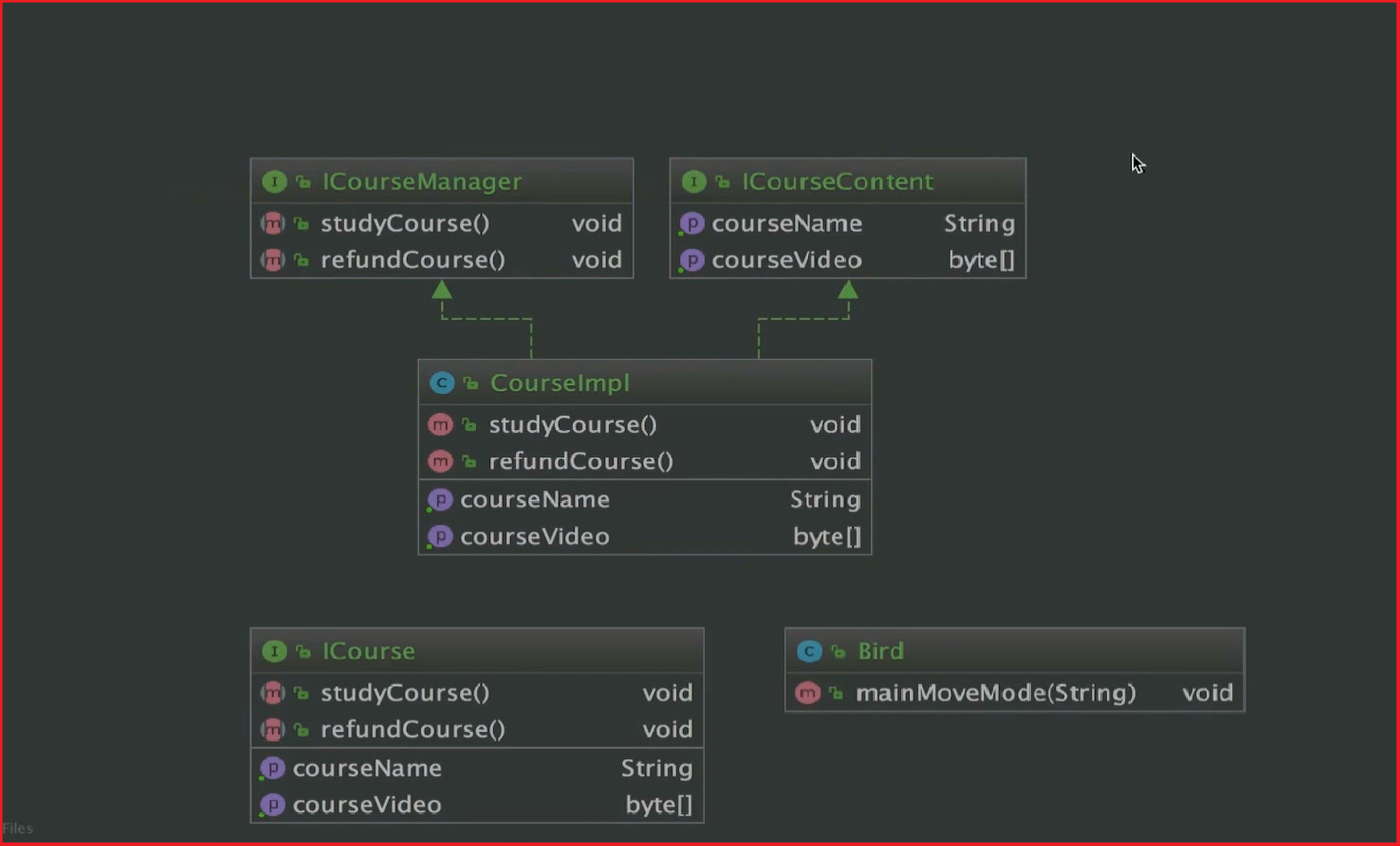 ICourseManager
studyCourse() void
refundCourse() void
ICourseContent
courseName String
courseVideo byte[]
CourseImpl
studyCourse() void
refundCourse() void
courseName String
courseVideo byte[]
ICourse
studyCourse() void
refundCourse() void
courseName String
courseVideo byte[]
Bird
mainMoveMode(String) void
Files